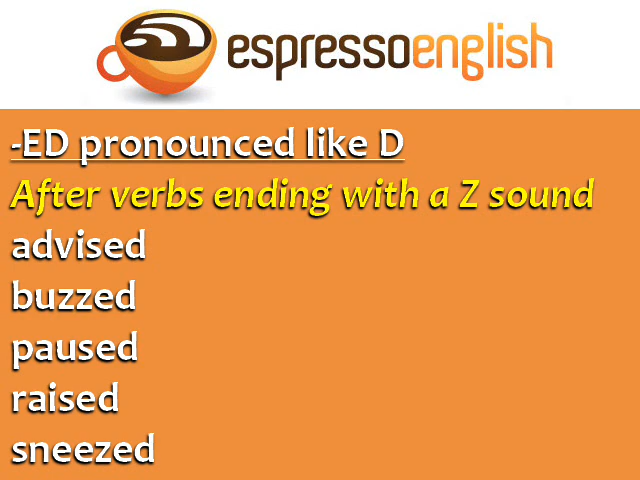 espressoenglish
-ED pronounced like D
After verbs ending with a Z sound
advised
buzzed
paused
raised
sneezed